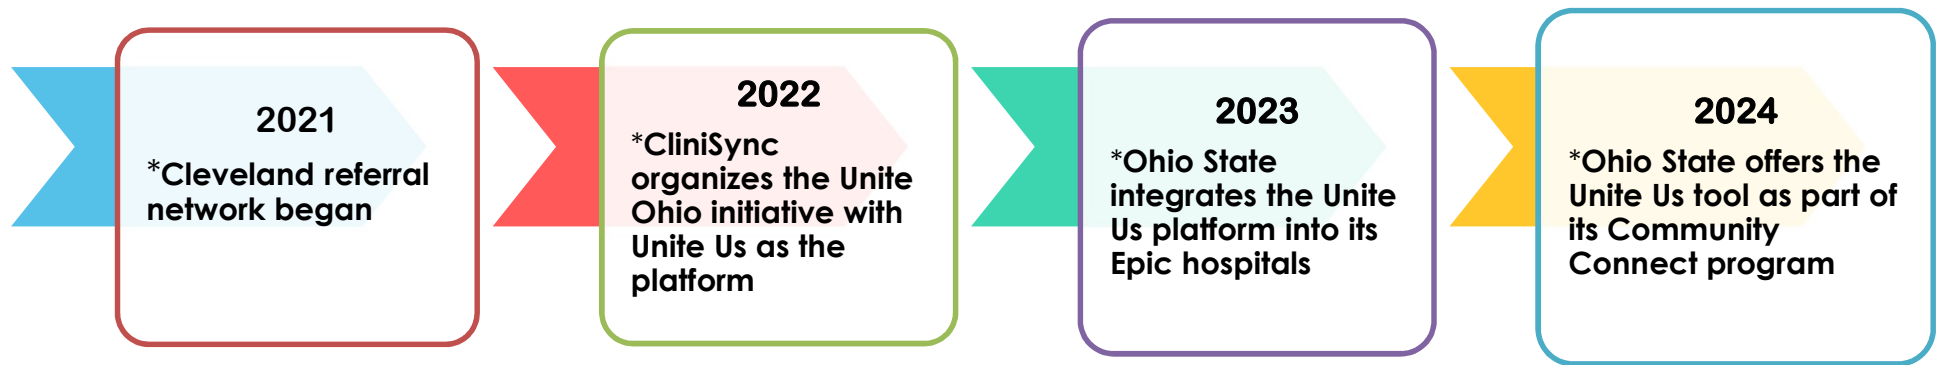 2021
*Cleveland referral
network began
2022
*CliniSync
organizes the Unite
Ohio initiative with
Unite Us as the
platform
2023
*Ohio State
integrates the Unite
Us platform into its
Epic hospitals
2024
*Ohio State offers the
Unite Us tool as part of
its Community
Connect program